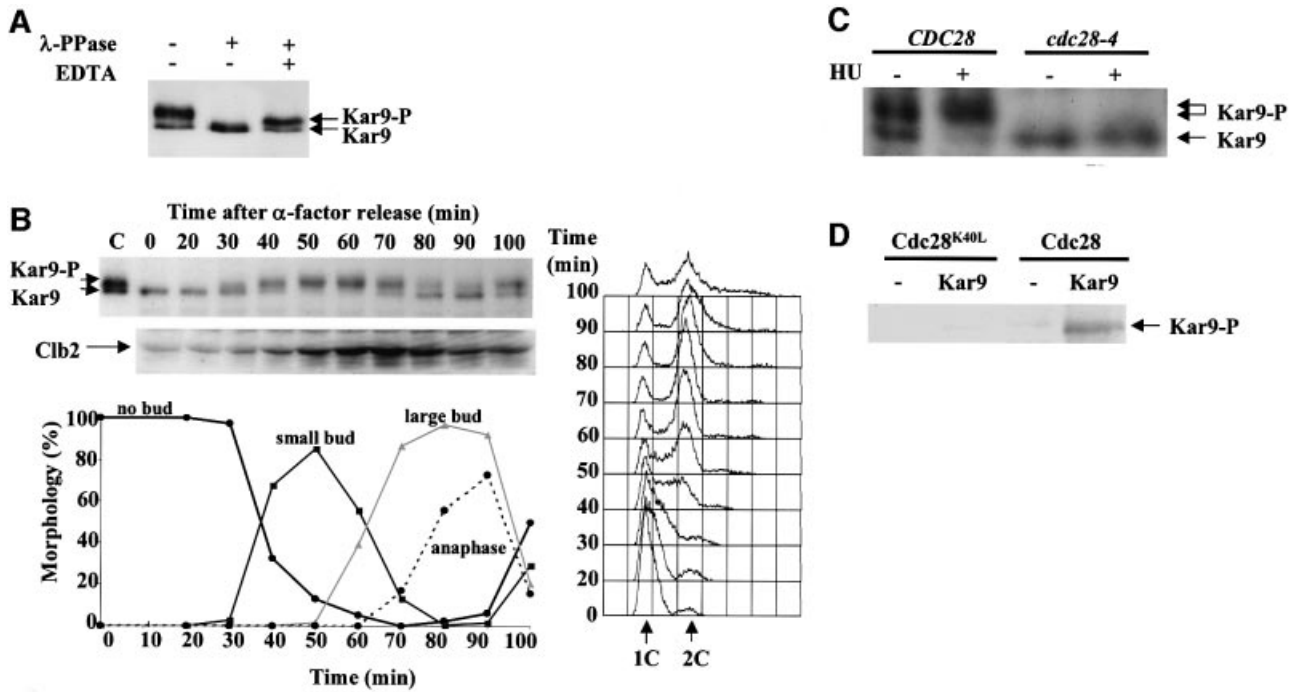 A
λ-PPase - + +
EDTA - - +
Kar9-P
Kar9
B
Time after α-factor release (min)
C 0 20 30 40 50 60 70 80 90 100
Kar9-P
Kar9
Clb2
Morphology (%)
100
80
60
40
20
0
no bud
small bud
large bud
anaphase
0 10 20 30 40 50 60 70 80 90 100
Time (min)
Time
(min)
100
90
80
70
60
50
40
30
20
0
1C 2C
C
CDC28 cdc28-4
HU - + - +
Kar9-P
Kar9
D
Cdc28K40L Cdc28
- Kar9 - Kar9
Kar9-P